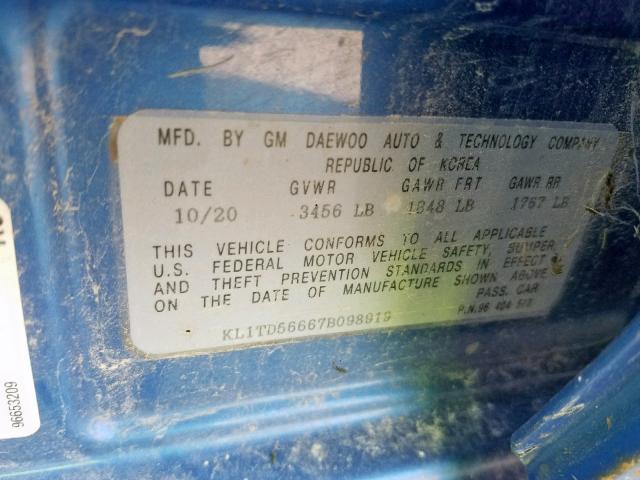 MFD. BY GM DAEWOO AUTO & TECHNOLOGY COMPANY
REPUBLIC OF KOREA
DATE GVWR GAWR FRT GAWR RR
10/20 3456 LB 1848 LB 1767 LB
THIS VEHICLE CONFORMS TO ALL APPLICABLE
U.S. FEDERAL MOTOR VEHICLE SAFETY, BUMPER,
AND THEFT PREVENTION STANDARDS IN EFFECT
ON THE DATE OF MANUFACTURE SHOWN ABOVE
PASS. CAR
KL1TD56667B098919
P.N.96 404
96653209